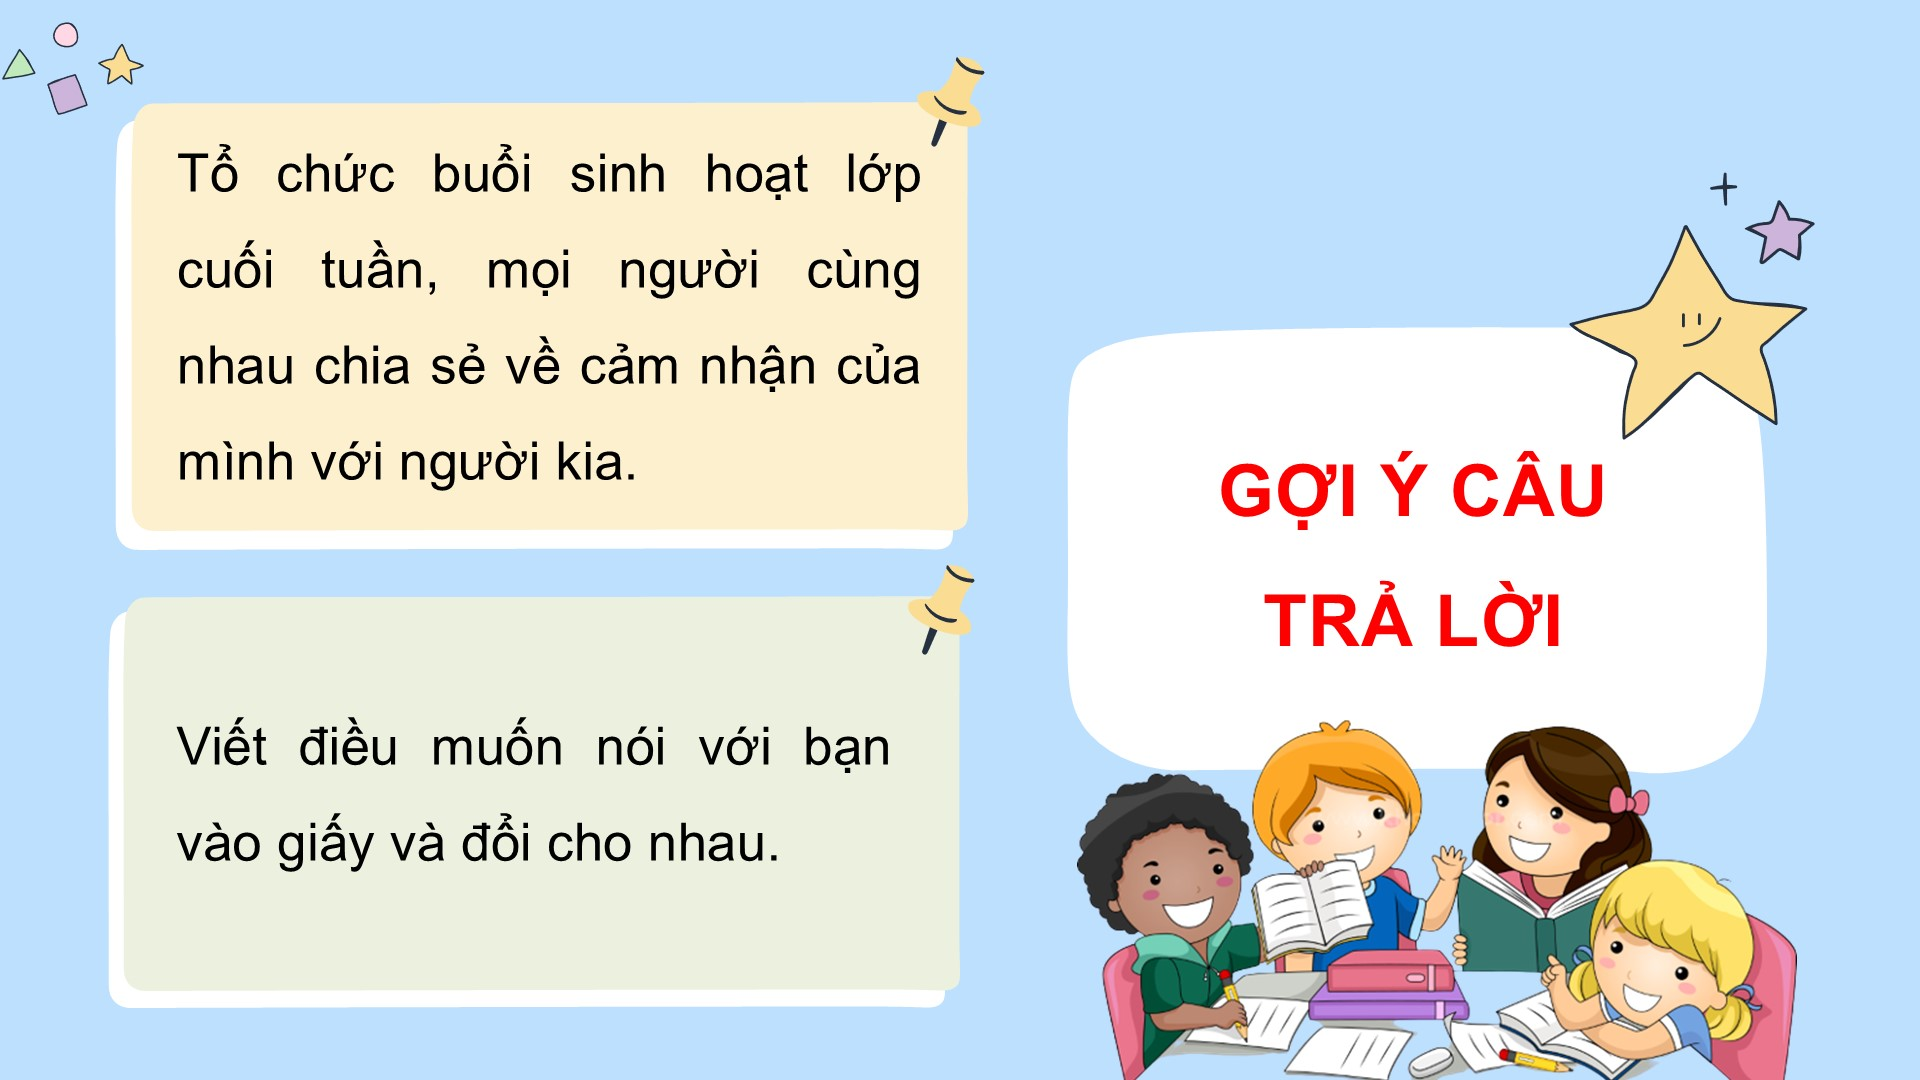 Tổ chức buổi sinh hoạt lớp
cuối tuần, mọi người cùng
nhau chia sẻ về cảm nhận của
mình với người kia.
Viết điều muốn nói với bạn
vào giấy và đổi cho nhau.
GỢI Ý CÂU
TRẢ LỜI